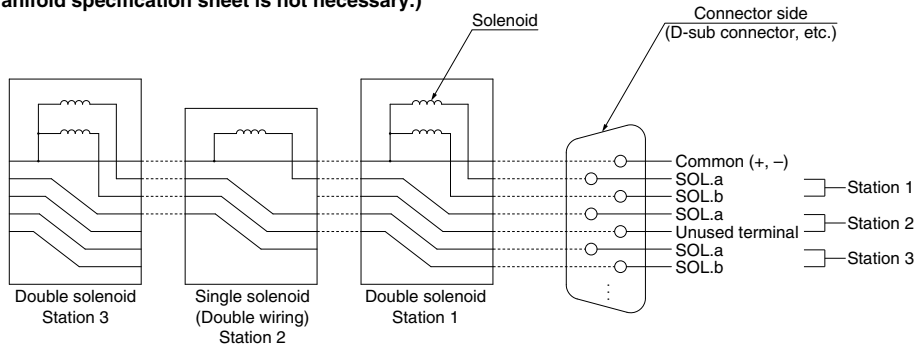 anifold specification sheet is not necessary.)
Solenoid
Connector side
(D-sub connector, etc.)
Common (+, –)
SOL.a
SOL.b
Station 1
SOL.a
Unused terminal
Station 2
SOL.a
SOL.b
Station 3
Double solenoid
Station 3
Single solenoid
(Double wiring)
Station 2
Double solenoid
Station 1